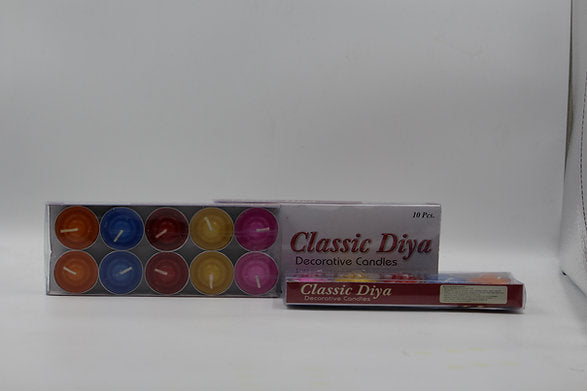 10 Pcs.
Classic Diya
Decorative Candles
Classic Diya
Decorative Candles